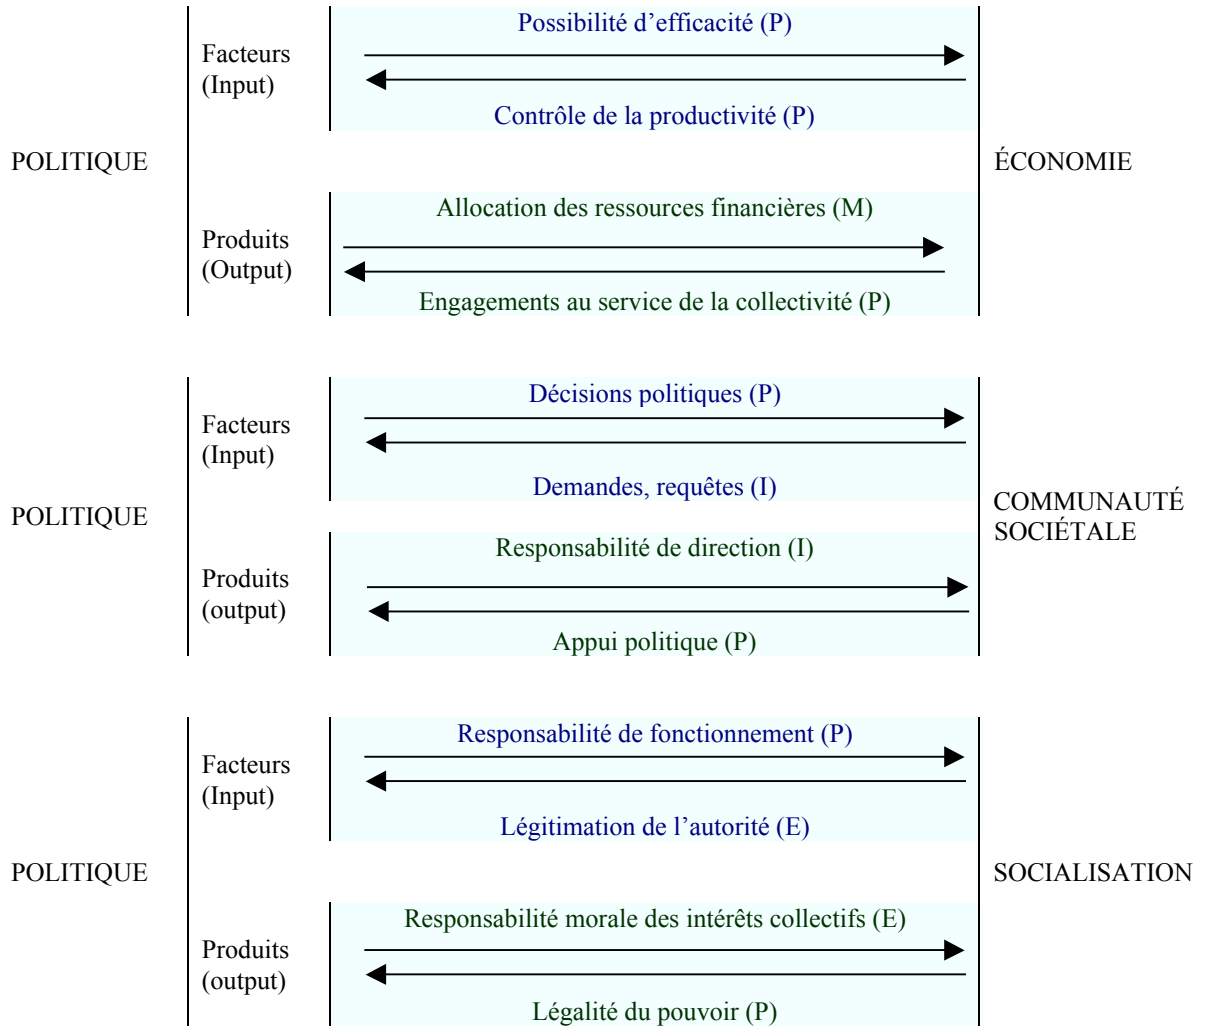 Possibilité d’efficacité (P)
Facteurs
(Input)
Contrôle de la productivité (P)
POLITIQUE
ÉCONOMIE
Allocation des ressources financières (M)
Produits
(Output)
Engagements au service de la collectivité (P)
Décisions politiques (P)
Facteurs
(Input)
Demandes, requêtes (I)
POLITIQUE
COMMUNAUTÉ
SOCIÉTALE
Responsabilité de direction (I)
Produits
(output)
Appui politique (P)
Responsabilité de fonctionnement (P)
Facteurs
(Input)
Légitimation de l’autorité (E)
POLITIQUE
SOCIALISATION
Responsabilité morale des intérêts collectifs (E)
Produits
(output)
Légalité du pouvoir (P)